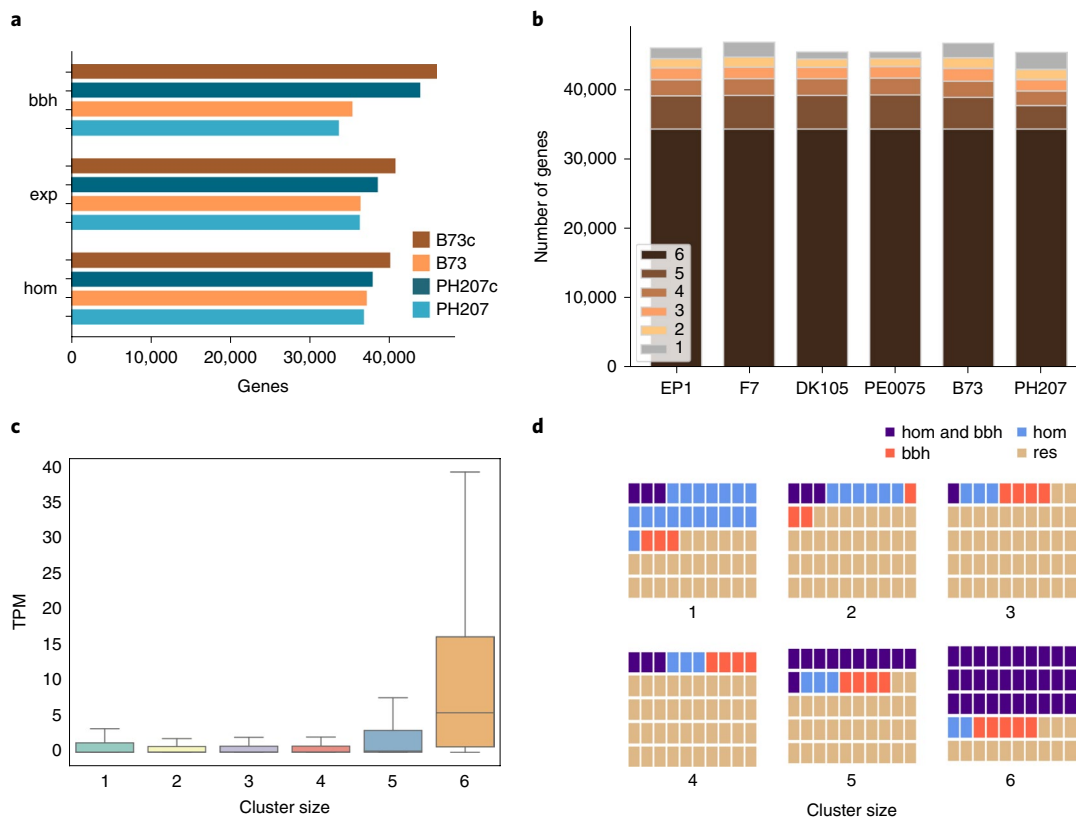 a
bbh
exp
hom
B73c
B73
PH207c
PH207
0
10,000
20,000
30,000
40,000
Genes
b
Number of genes
40,000
30,000
20,000
10,000
0
6
5
4
3
2
1
EP1
F7
DK105
PE0075
B73
PH207
c
TPM
40
35
30
25
20
15
10
5
0
1
2
3
4
5
6
Cluster size
d
hom and bbh
hom
bbh
res
1
2
3
4
5
6
Cluster size